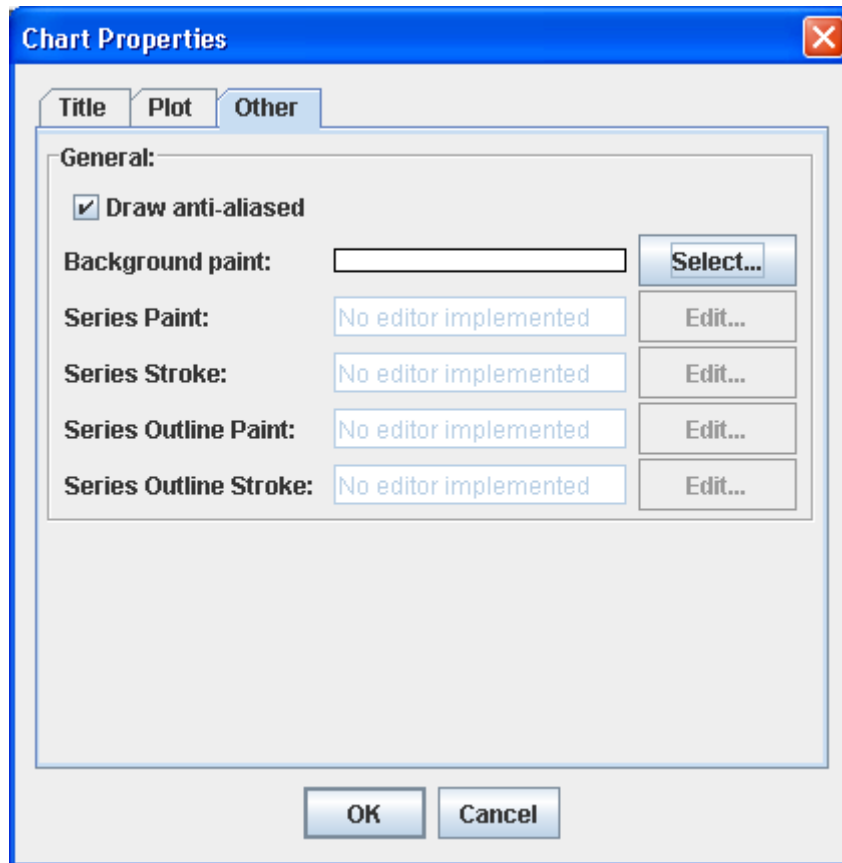 Chart Properties
Title Plot Other
General:
Draw anti-aliased
Background paint: Select...
Series Paint: No editor implemented Edit...
Series Stroke: No editor implemented Edit...
Series Outline Paint: No editor implemented Edit...
Series Outline Stroke: No editor implemented Edit...
OK Cancel